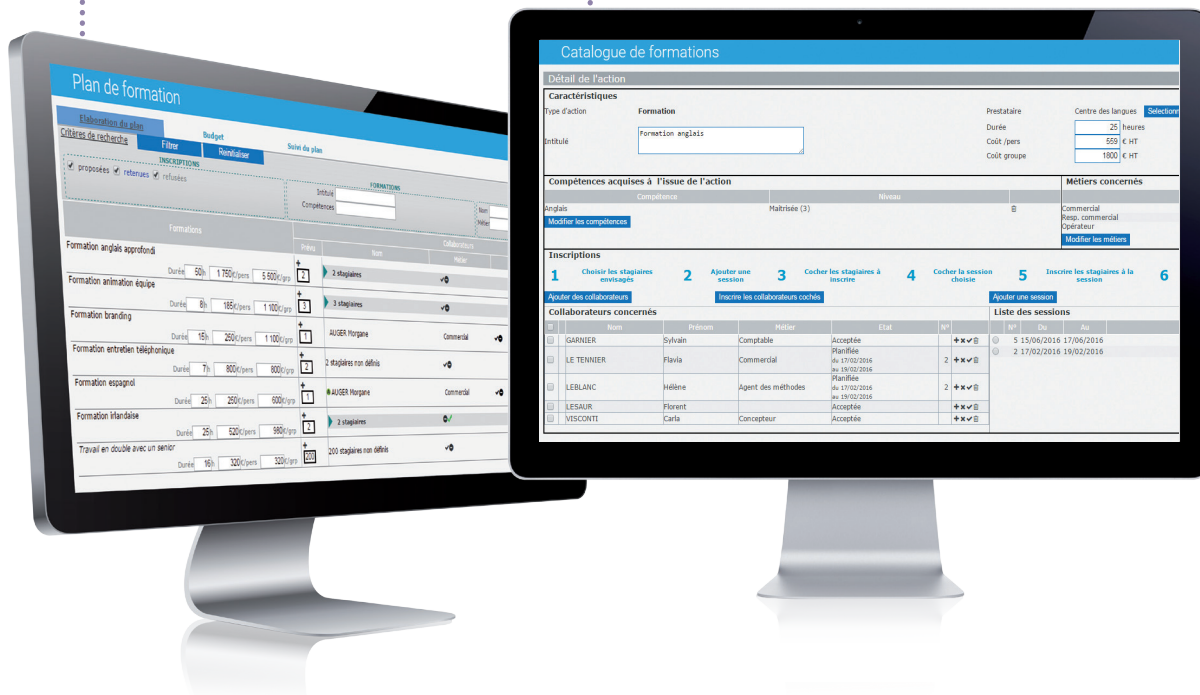 Plan de formation
Elaboration du plan
Budget
Suivi du plan
Critères de recherche
Filtrer
Reinitialiser
INSCRIPTIONS
proposées retenues refusées
FORMATIONS
Intitulé
Compétences
Nom
Métier
Formations
Prévu
Collaborateurs
Nom
Métier
Formation anglais approfondi
Durée 50 h 1 750 €/pers 5 500 €/grp
+
2
2 stagiaires
Formation animation équipe
Durée 8 h 185 €/pers 1 100 €/grp
+
3
3 stagiaires
Formation branding
Durée 15 h 250 €/pers 1 100 €/grp
+
1
AUGER Morgane Commercial
Formation entretien téléphonique
Durée 7 h 800 €/pers 800 €/grp
+
2
2 stagiaires non définis
Formation espagnol
Durée 25 h 250 €/pers 600 €/grp
+
1
AUGER Morgane Commercial
Formation irlandaise
Durée 25 h 520 €/pers 980 €/grp
+
2
2 stagiaires
Travail en double avec un senior
Durée 16 h 320 €/pers 320 €/grp
+
200
200 stagiaires non définis
Catalogue de formations
Détail de l'action
Caractéristiques
Type d'action Formation
Prestataire Centre des langues
Intitulé Formation anglais
Durée 25 heures
Coût /pers 559 € HT
Coût groupe 1800 € HT
Compétences acquises à l'issue de l'action
Métiers concernés
Compétence Niveau
Anglais Maitrisée (3)
Modifier les compétences
Commercial
Resp. commercial
Opérateur
Modifier les métiers
Inscriptions
1 Choisir les stagiaires envisagés
2 Ajouter une session
3 Cocher les stagiaires à inscrire
4 Cocher la session choisie
5 Inscrire les stagiaires à la session
6
Ajouter des collaborateurs
Inscrire les collaborateurs cochés
Ajouter une session
Collaborateurs concernés
Nom Prénom Métier Etat N°
GARNIER Sylvain Comptable Acceptée
LE TENNIER Flavia Commercial Planifiée du 17/02/2016 au 19/02/2016 2
LEBLANC Hélène Agent des méthodes Planifiée du 17/02/2016 au 19/02/2016 2
LESAUR Florent Acceptée
VISCONTI Carla Concepteur Acceptée
Liste des sessions
N° Du Au
5 15/06/2016 17/06/2016
2 17/02/2016 19/02/2016